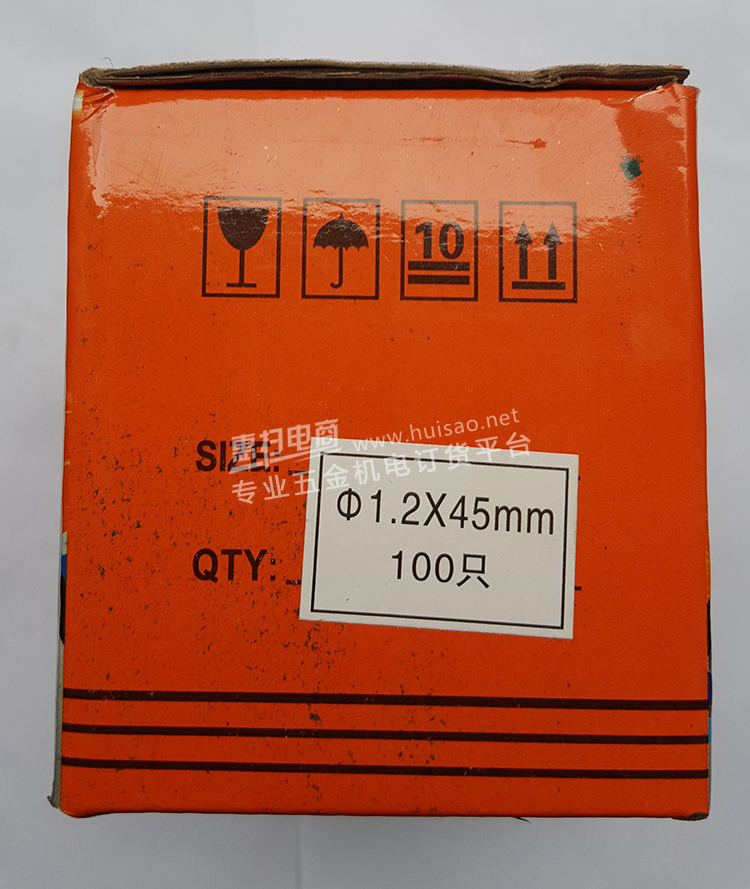 10
惠扫电商 www.huisao.net
专业五金机电订货平台
SIZE:
Φ1.2X45mm
QTY:
100只